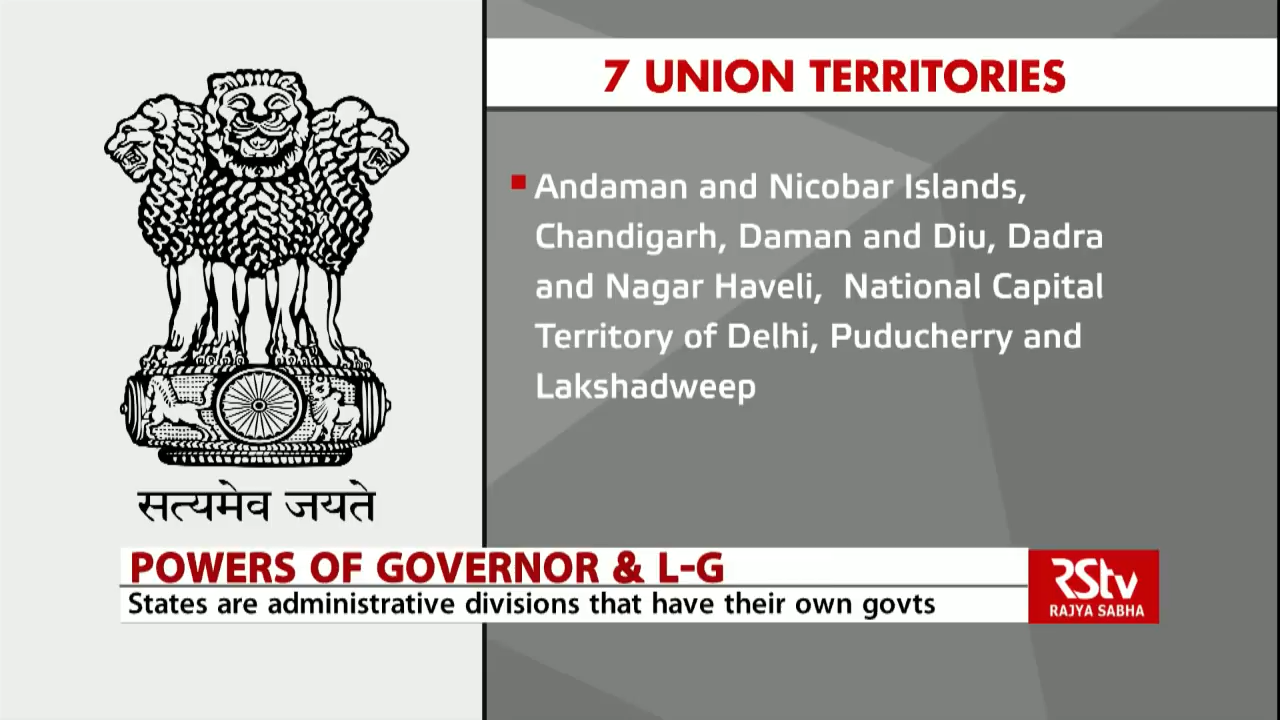 7 UNION TERRITORIES
Andaman and Nicobar Islands,
Chandigarh, Daman and Diu, Dadra
and Nagar Haveli, National Capital
Territory of Delhi, Puducherry and
Lakshadweep
सत्यमेव जयते
POWERS OF GOVERNOR & L-G
States are administrative divisions that have their own govts
RStv
RAJYA SABHA